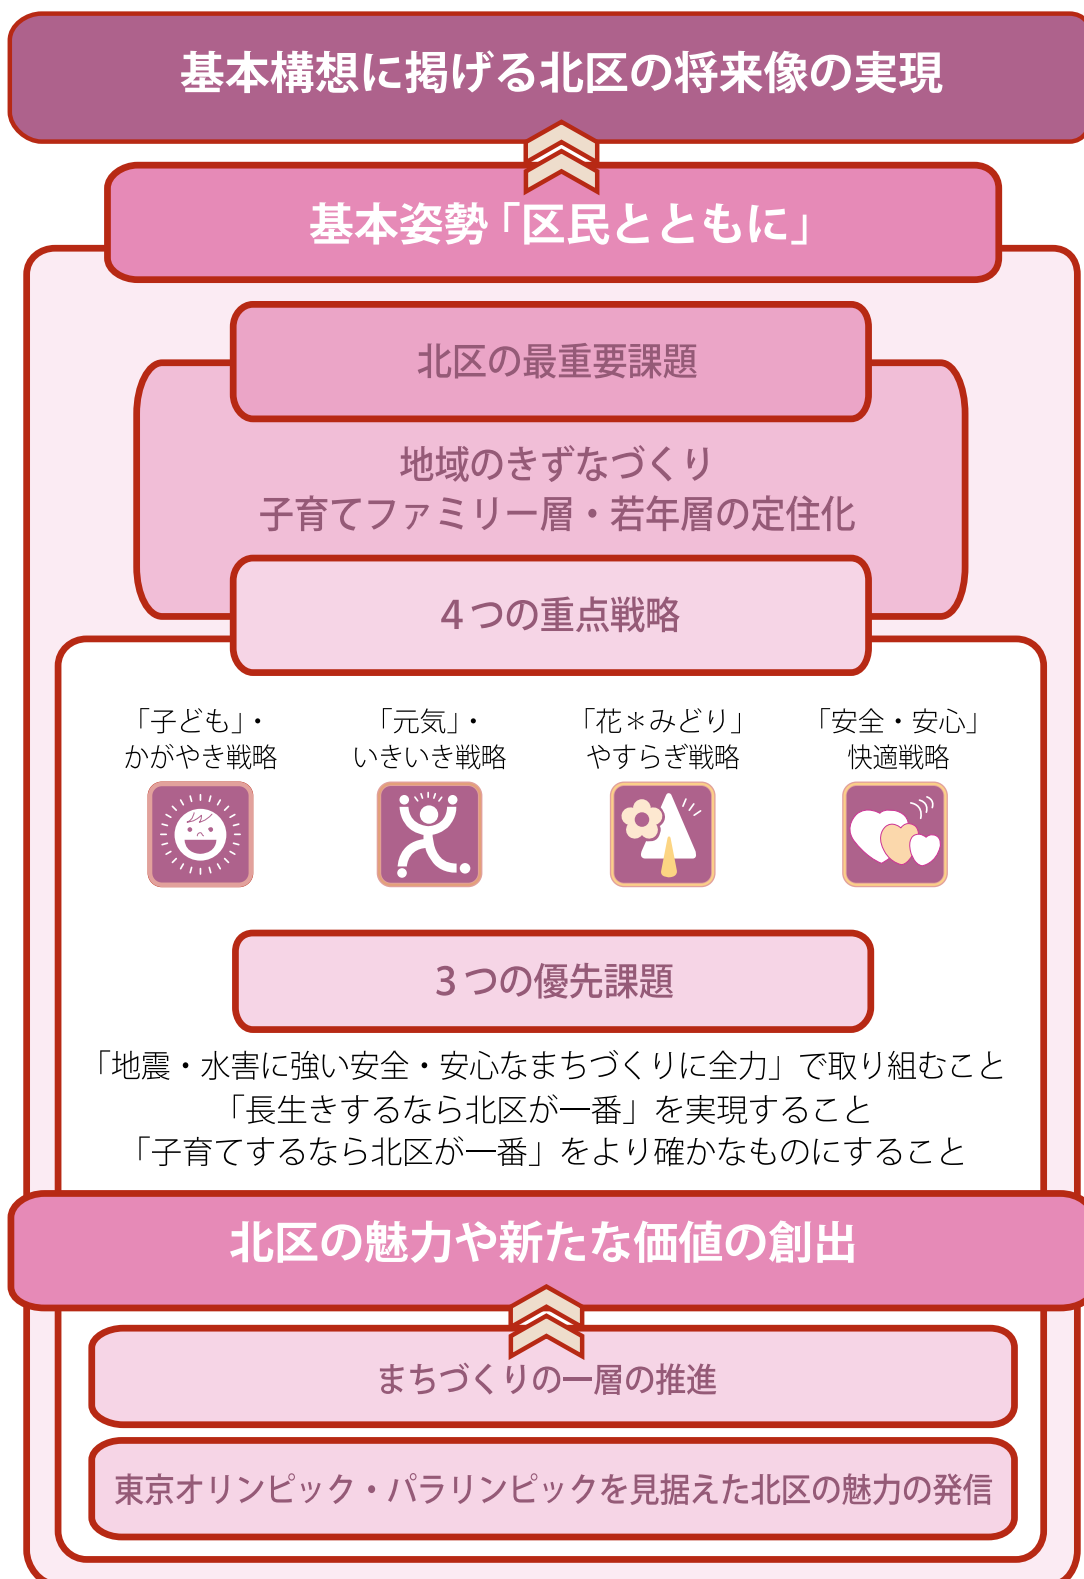 基本構想に掲げる北区の将来像の実現
基本姿勢「区民とともに」
北区の最重要課題
地域のきずなづくり
子育てファミリー層・若年層の定住化
4つの重点戦略
「子ども」・
かがやき戦略
「元気」・
いきいき戦略
「花＊みどり」
やすらぎ戦略
「安全・安心」
快適戦略
3つの優先課題
「地震・水害に強い安全・安心なまちづくりに全力」で取り組むこと
「長生きするなら北区が一番」を実現すること
「子育てするなら北区が一番」をより確かなものにすること
北区の魅力や新たな価値の創出
まちづくりの一層の推進
東京オリンピック・パラリンピックを見据えた北区の魅力の発信